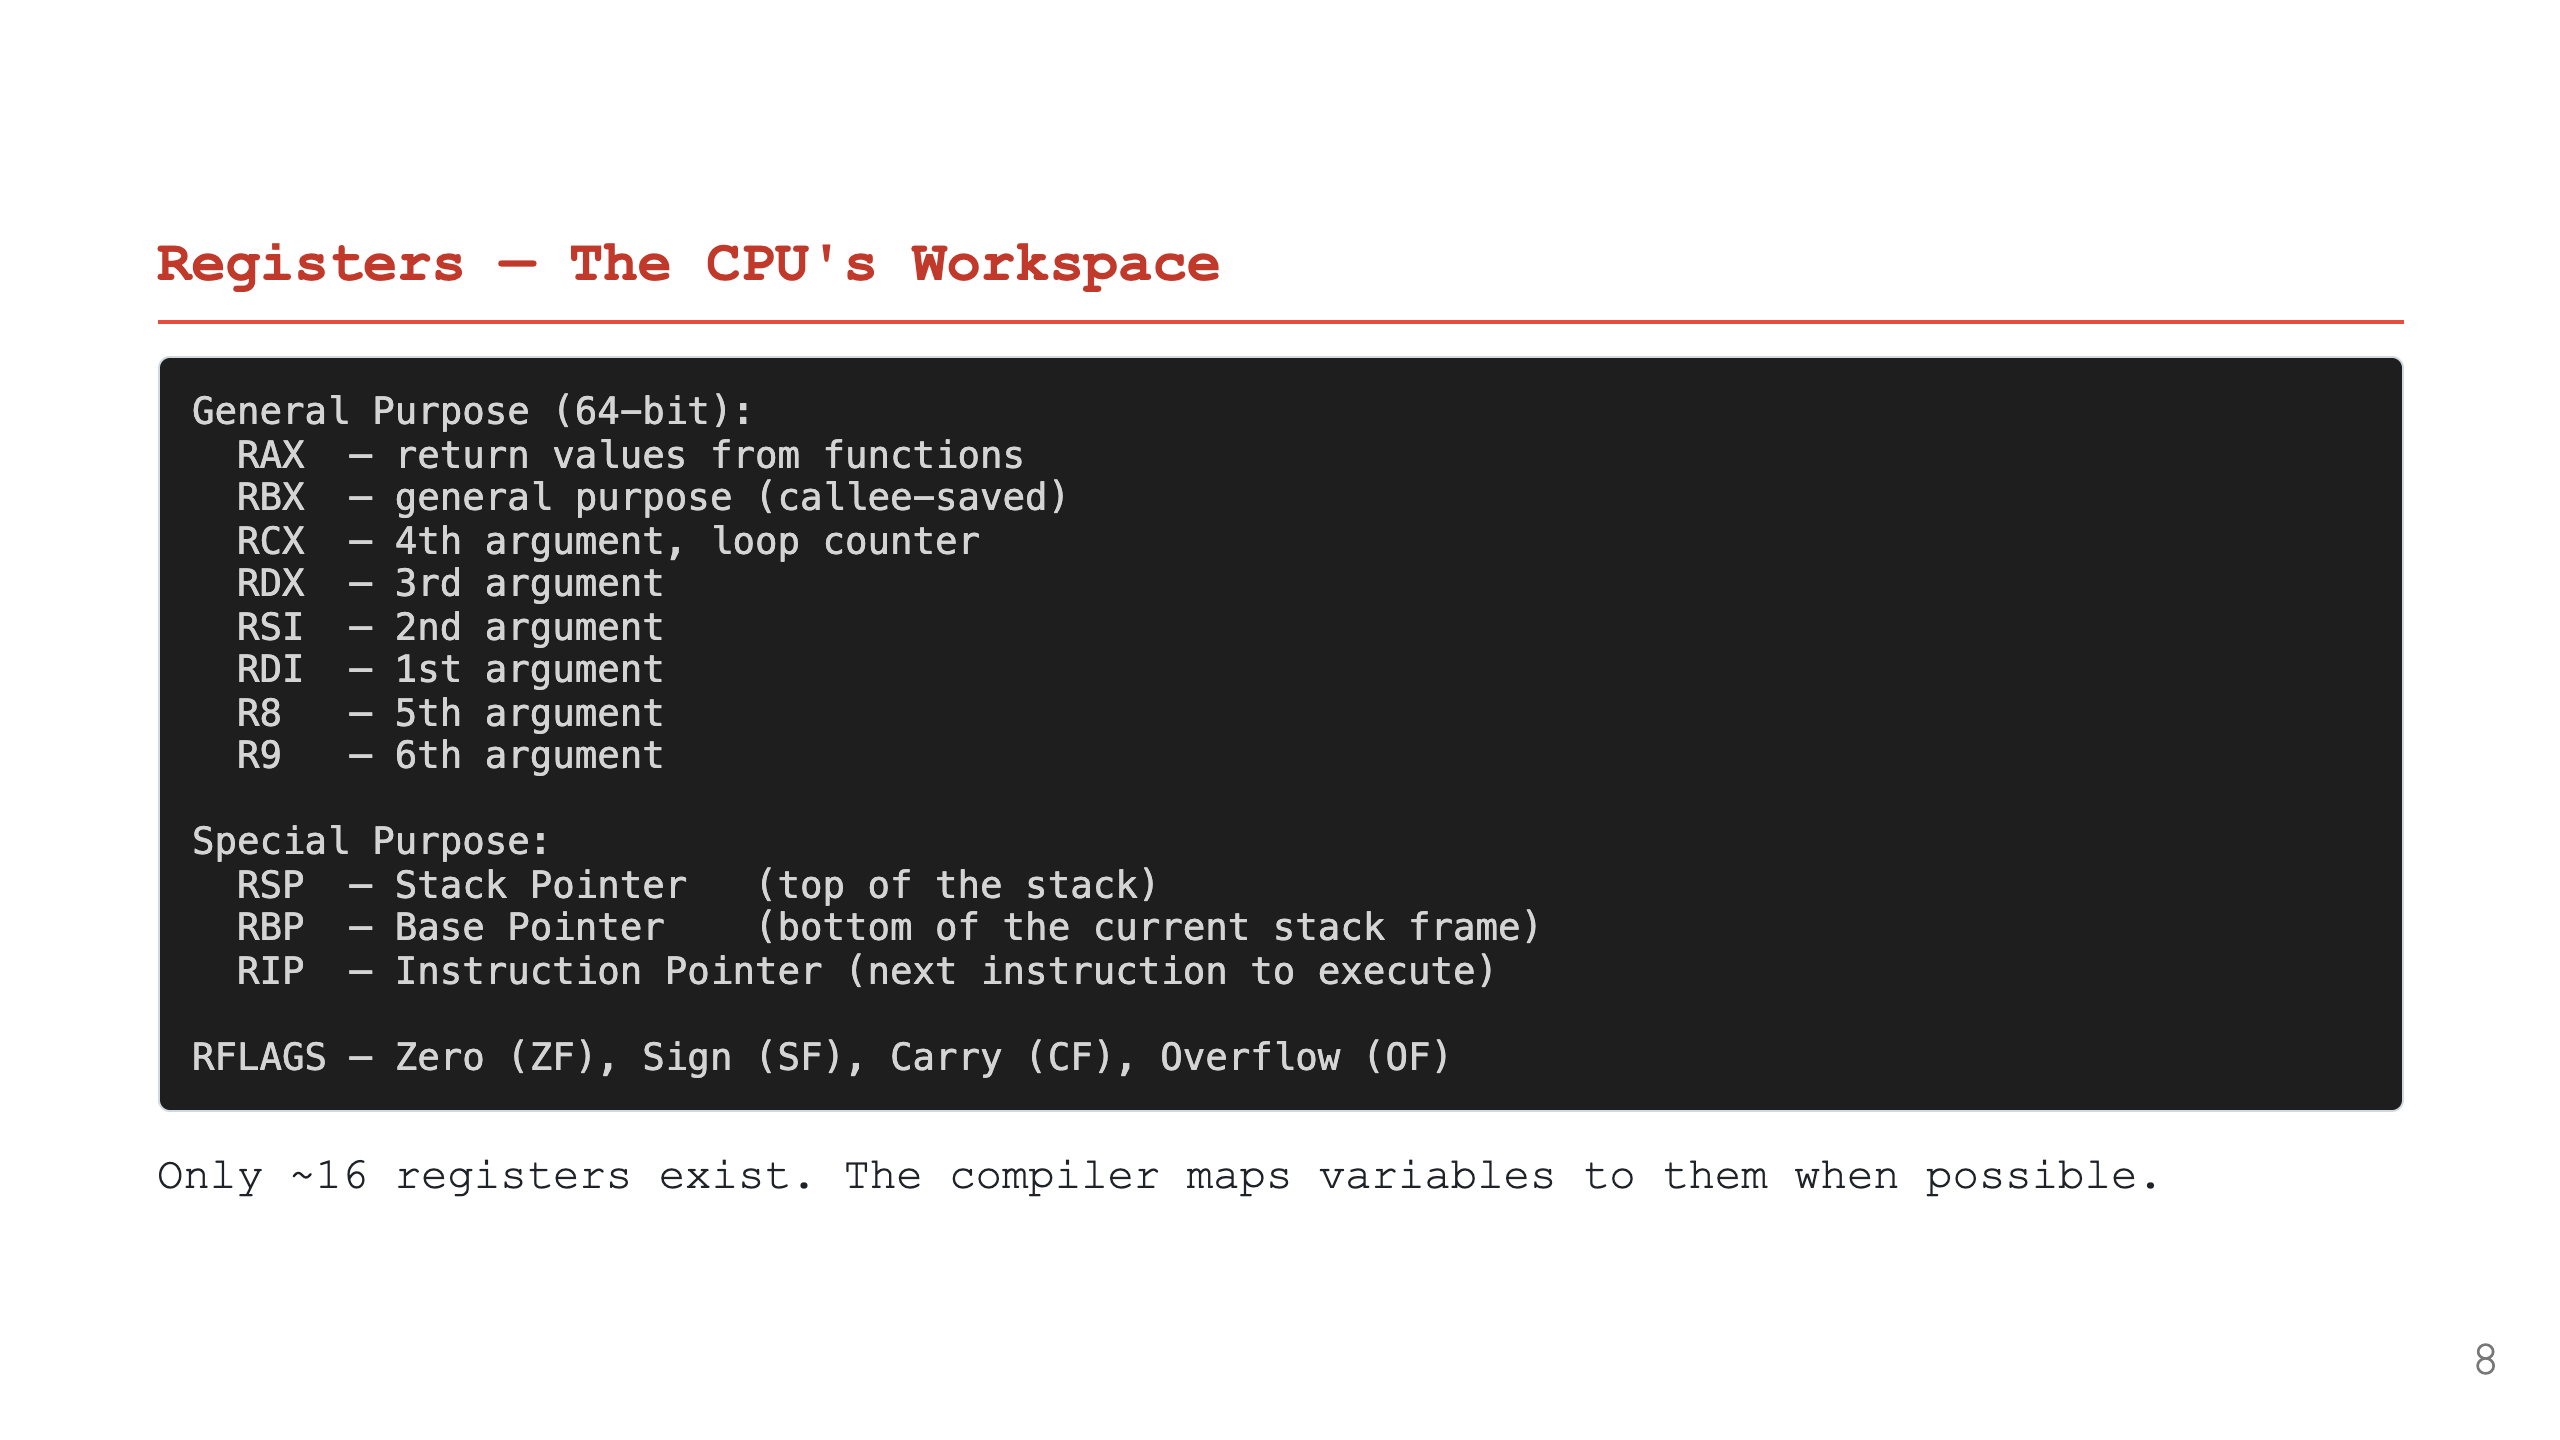 Registers — The CPU's Workspace
General Purpose (64-bit):
  RAX  — return values from functions
  RBX  — general purpose (callee-saved)
  RCX  — 4th argument, loop counter
  RDX  — 3rd argument
  RSI  — 2nd argument
  RDI  — 1st argument
  R8   — 5th argument
  R9   — 6th argument
Special Purpose:
  RSP  — Stack Pointer   (top of the stack)
  RBP  — Base Pointer    (bottom of the current stack frame)
  RIP  — Instruction Pointer (next instruction to execute)
RFLAGS — Zero (ZF), Sign (SF), Carry (CF), Overflow (OF)
Only ~16 registers exist. The compiler maps variables to them when possible.
8